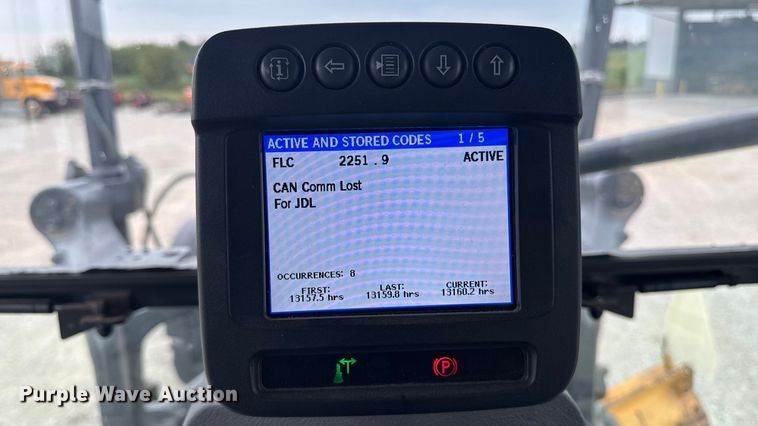 ACTIVE AND STORED CODES 1 / 5
FLC 2251 . 9 ACTIVE
CAN Comm Lost
For JDL
OCCURRENCES: 8
FIRST: LAST: CURRENT:
13157.5 hrs 13159.8 hrs 13160.2 hrs
P
Purple Wave Auction